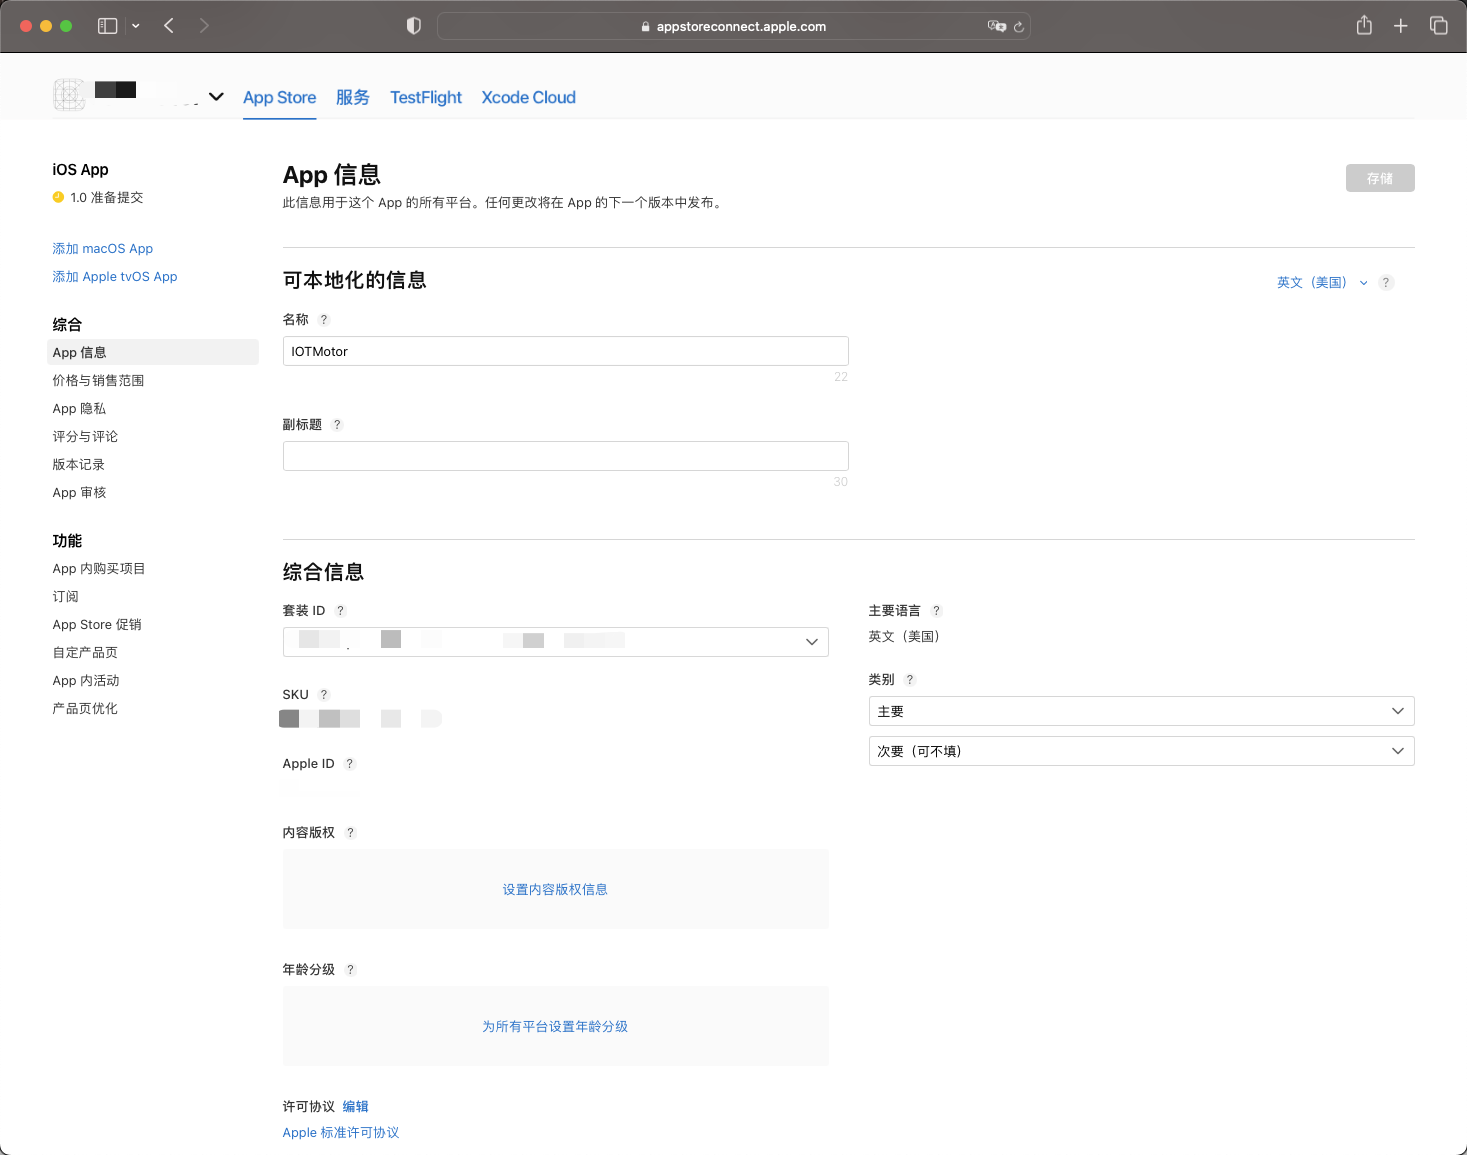 appstoreconnect.apple.com
App Store 服务 TestFlight Xcode Cloud
iOS App
1.0 准备提交
添加 macOS App
添加 Apple tvOS App
综合
App 信息
价格与销售范围
App 隐私
评分与评论
版本记录
App 审核
功能
App 内购买项目
订阅
App Store 促销
自定产品页
App 内活动
产品页优化
App 信息
存储
此信息用于这个 App 的所有平台。任何更改将在 App 的下一个版本中发布。
可本地化的信息
英文（美国） ?
名称 ?
IOTMotor
22
副标题 ?
30
综合信息
套装 ID ?
SKU ?
Apple ID ?
内容版权 ?
设置内容版权信息
年龄分级 ?
为所有平台设置年龄分级
许可协议 编辑
Apple 标准许可协议
主要语言 ?
英文（美国）
类别 ?
主要
次要（可不填）